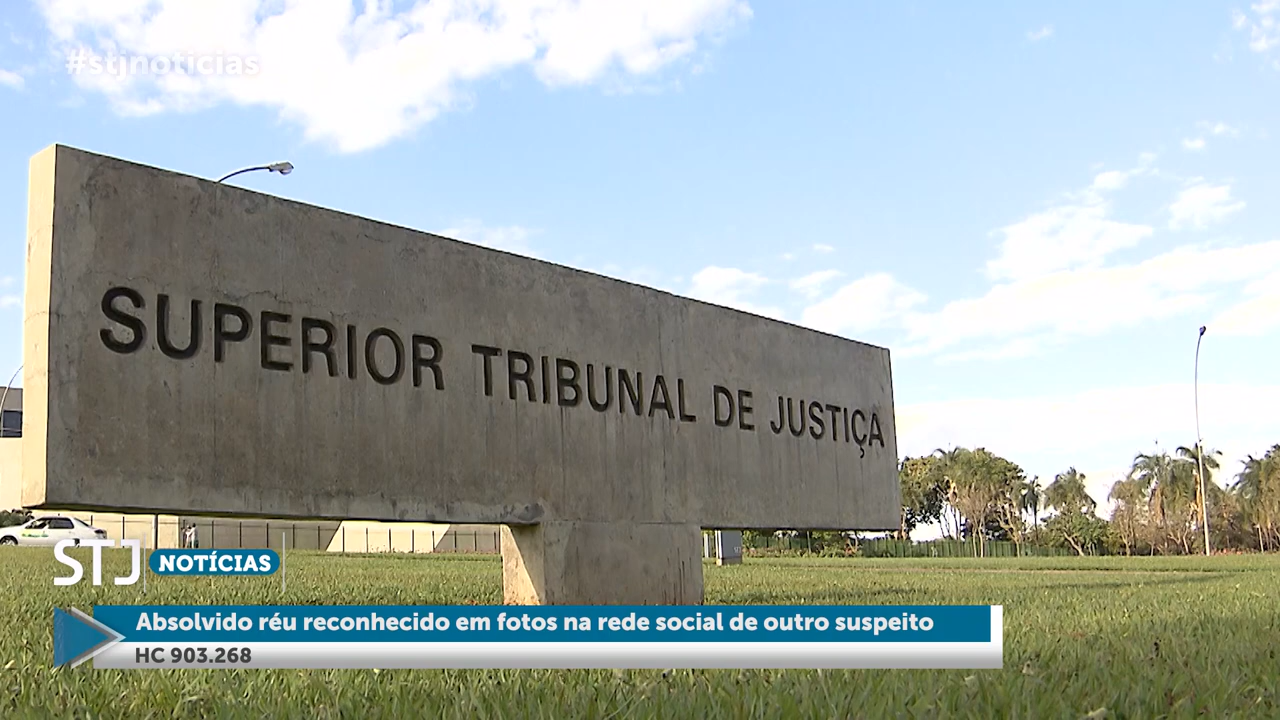 #stjnoticias
SUPERIOR TRIBUNAL DE JUSTIÇA
STJ NOTÍCIAS
Absolvido réu reconhecido em fotos na rede social de outro suspeito
HC 903.268